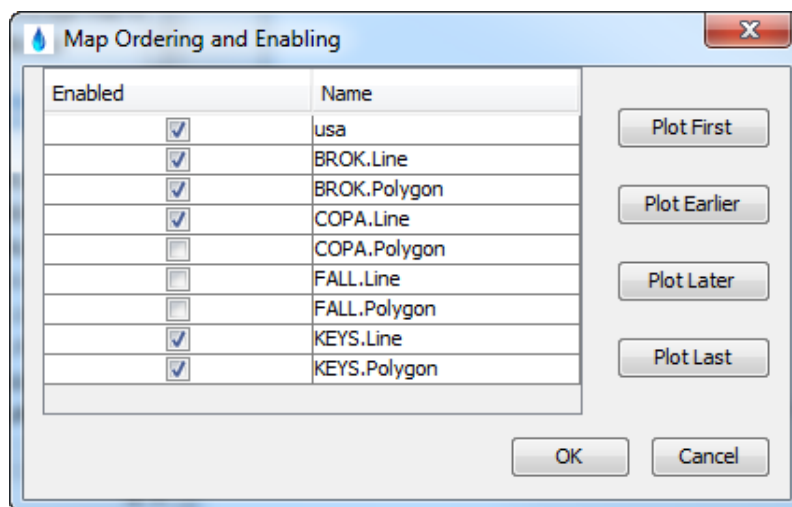 Map Ordering and Enabling
Enabled Name
usa
BROK.Line
BROK.Polygon
COPA.Line
COPA.Polygon
FALL.Line
FALL.Polygon
KEYS.Line
KEYS.Polygon
Plot First
Plot Earlier
Plot Later
Plot Last
OK Cancel